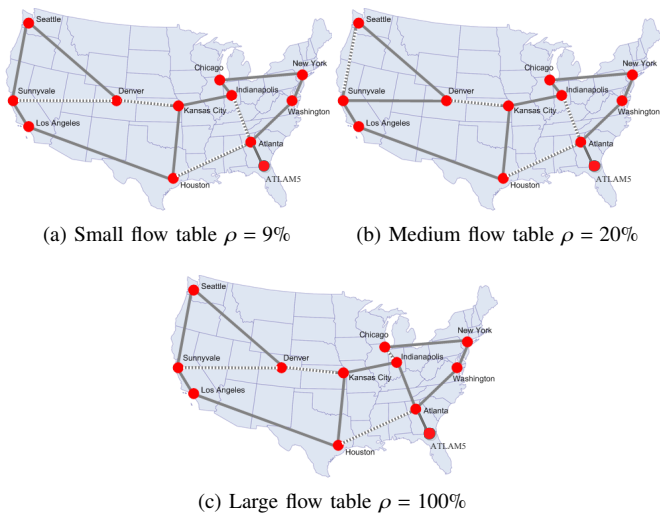 Seattle
New York
Chicago
Sunnyvale
Denver
Indianapolis
Kansas City
Washington
Los Angeles
Atlanta
Houston
ATLAM5
(a) Small flow table ρ = 9%
Seattle
New York
Chicago
Sunnyvale
Denver
Indianapolis
Kansas City
Washington
Los Angeles
Atlanta
Houston
ATLAM5
(b) Medium flow table ρ = 20%
Seattle
New York
Chicago
Sunnyvale
Denver
Indianapolis
Kansas City
Washington
Los Angeles
Atlanta
Houston
ATLAM5
(c) Large flow table ρ = 100%